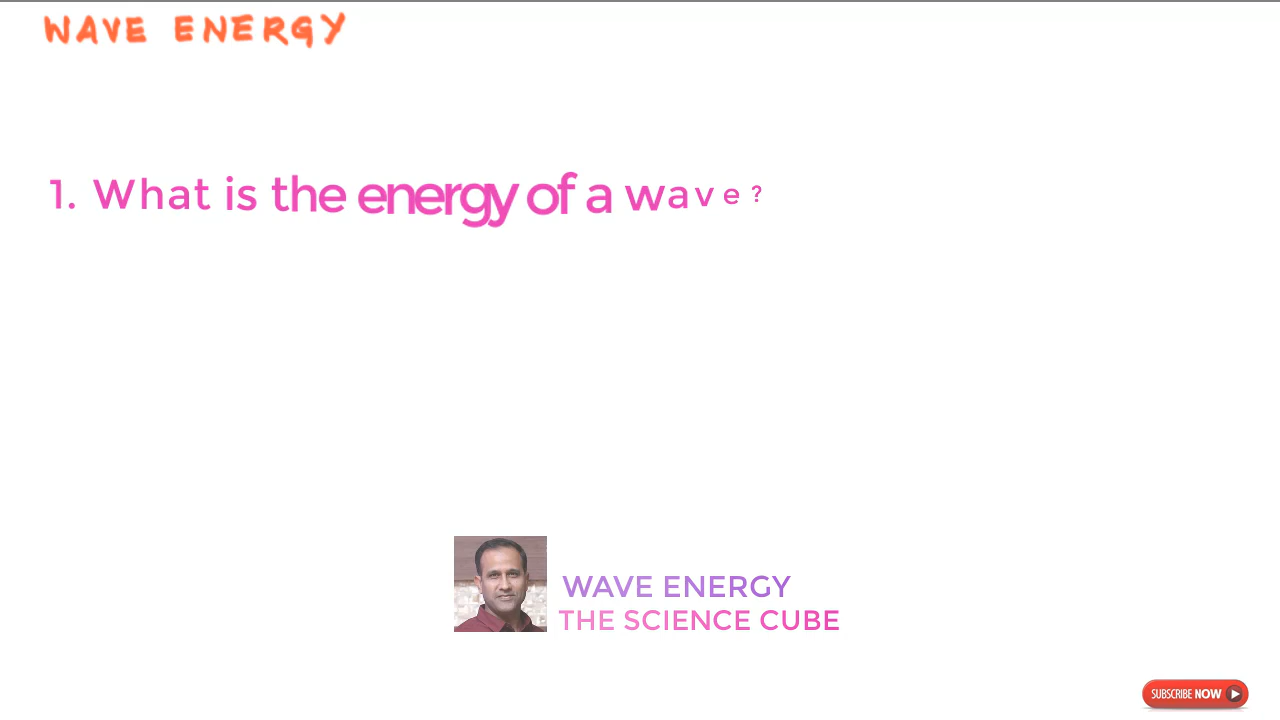 WAVE ENERGY
1. What is the energy of a wave?
WAVE ENERGY
THE SCIENCE CUBE
SUBSCRIBE NOW